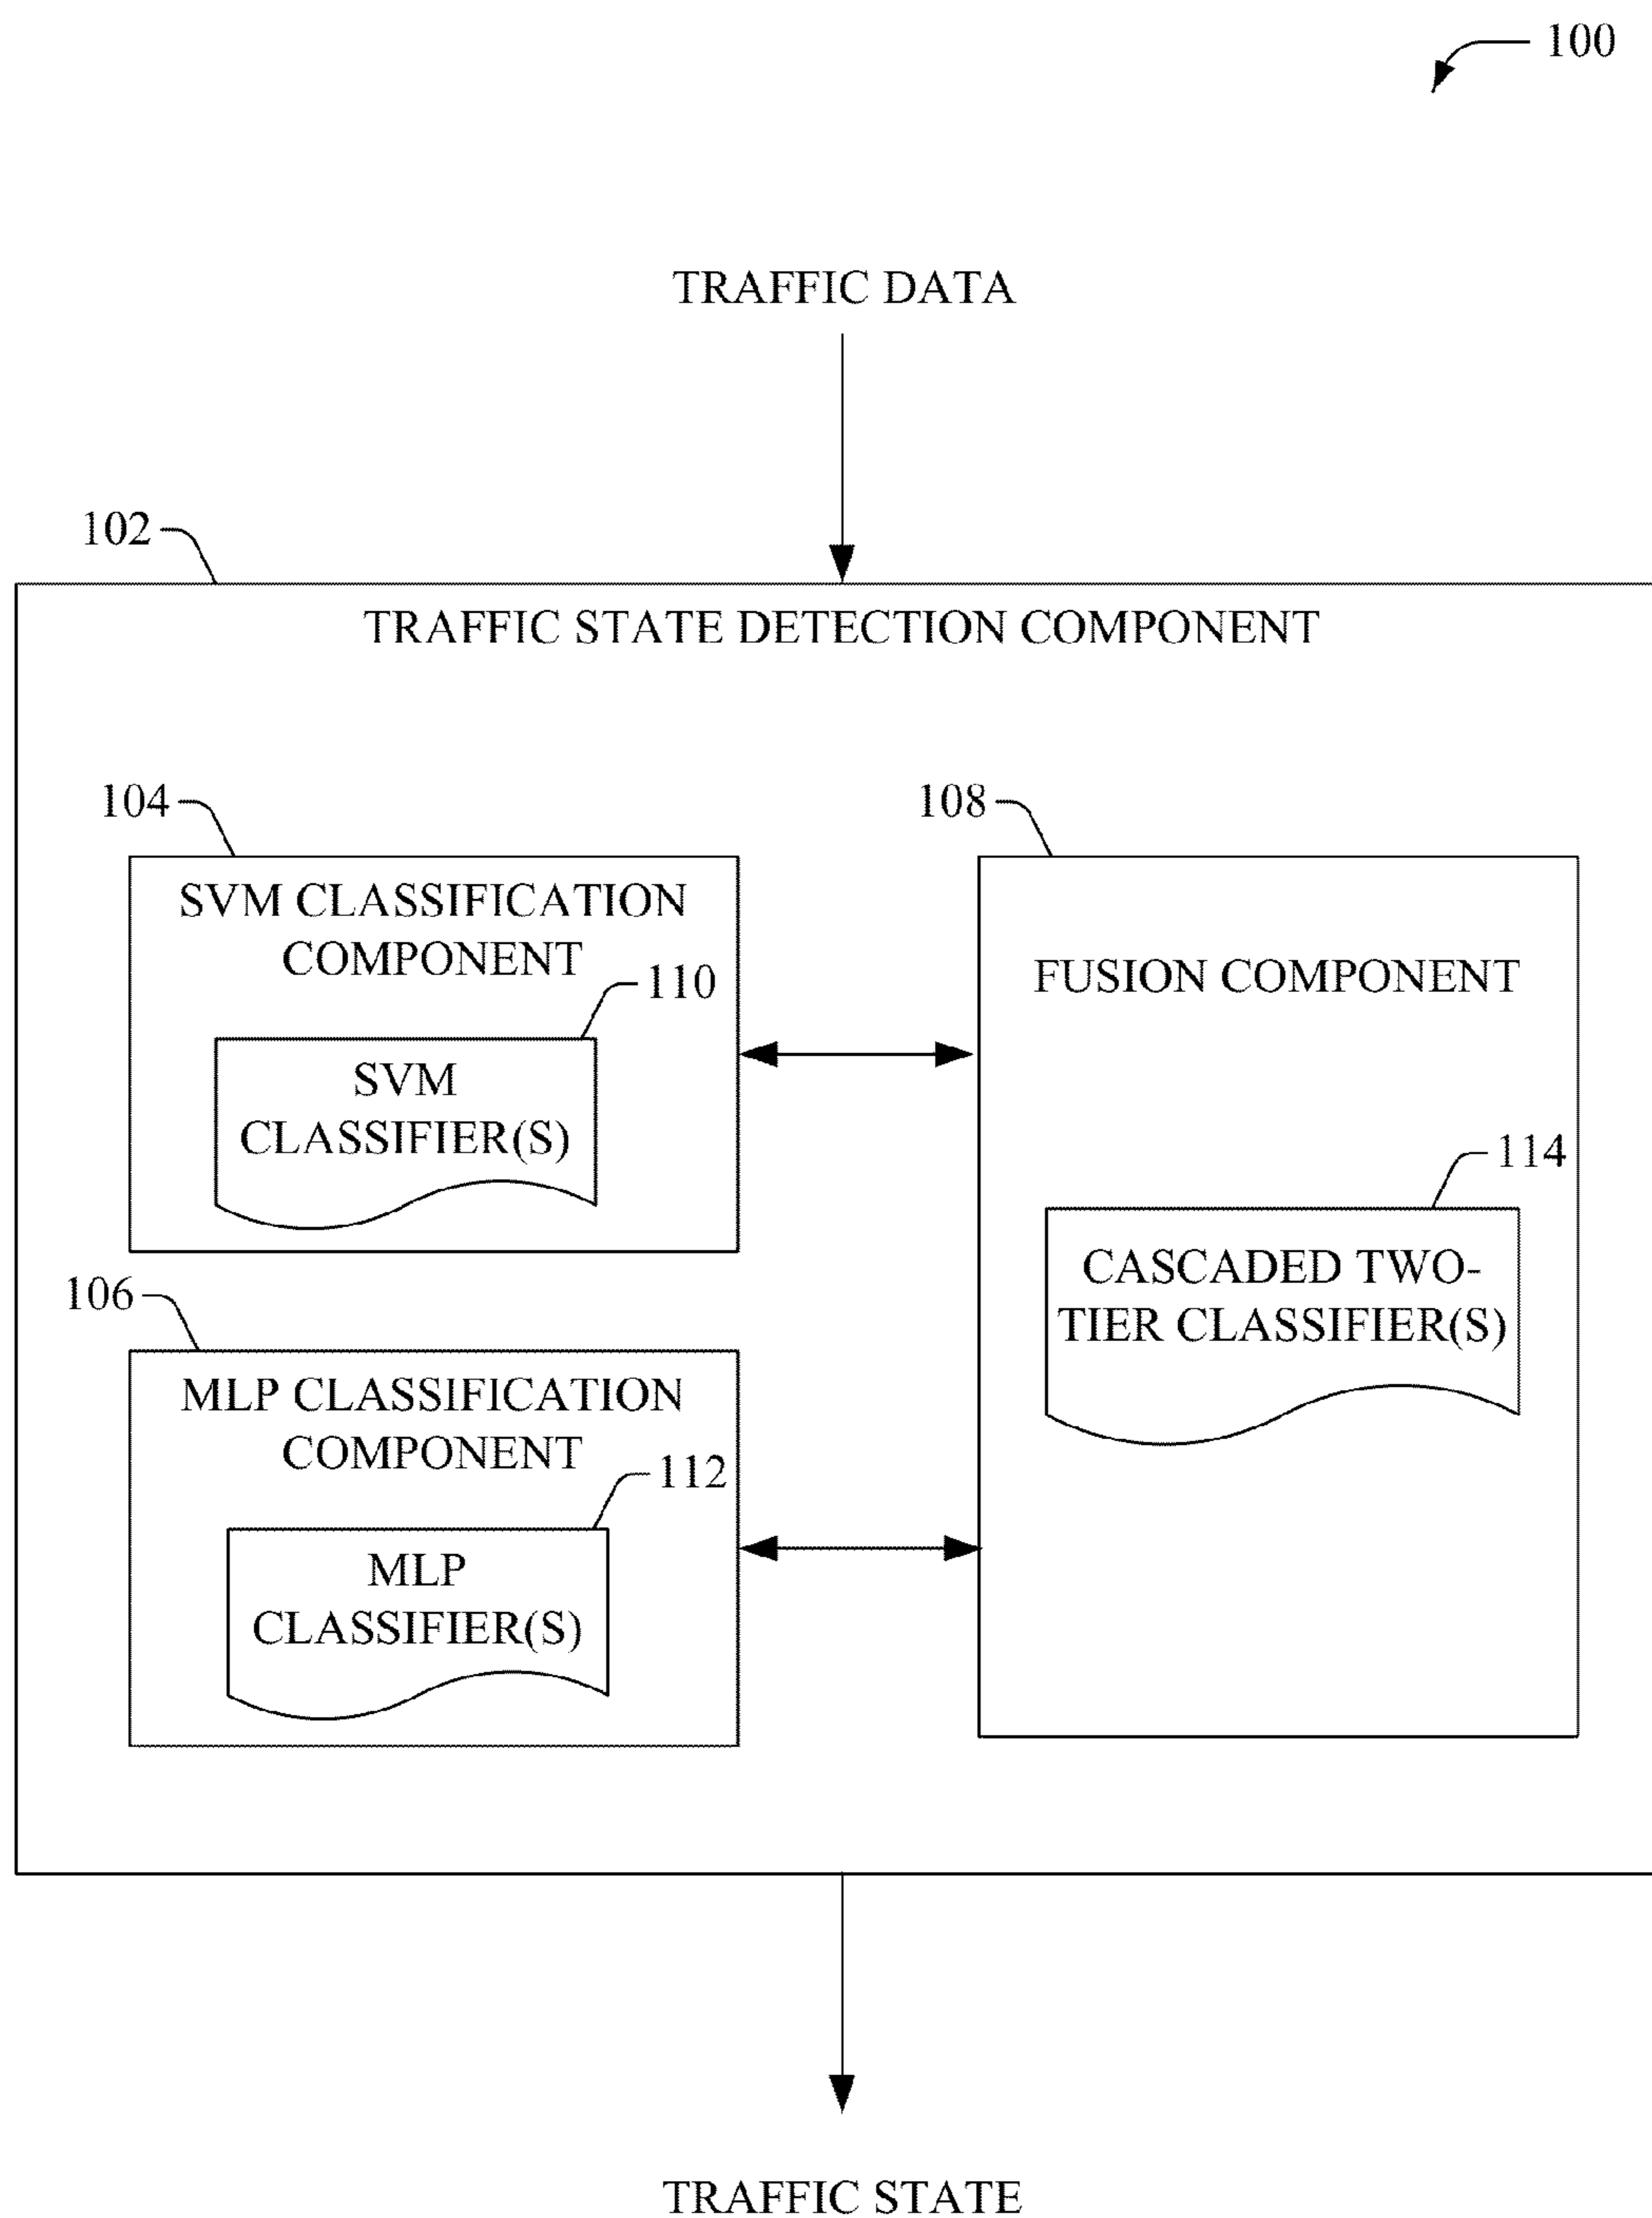 100
TRAFFIC DATA
102
TRAFFIC STATE DETECTION COMPONENT
104
SVM CLASSIFICATION
COMPONENT
110
SVM
CLASSIFIER(S)
106
MLP CLASSIFICATION
COMPONENT
112
MLP
CLASSIFIER(S)
108
FUSION COMPONENT
114
CASCADED TWO-
TIER CLASSIFIER(S)
TRAFFIC STATE